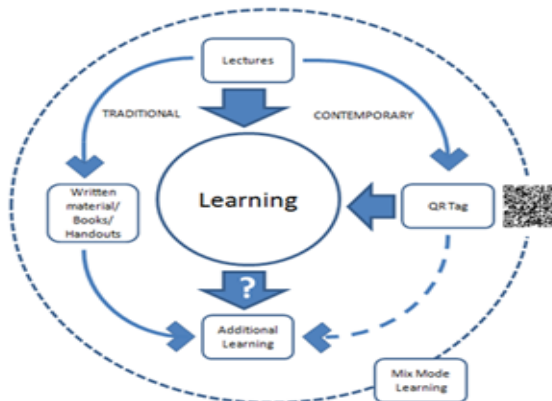 Lectures
TRADITIONAL
CONTEMPORARY
Written
material/
Books/
Handouts
Learning
QR Tag
?
Additional
Learning
Mix Mode
Learning